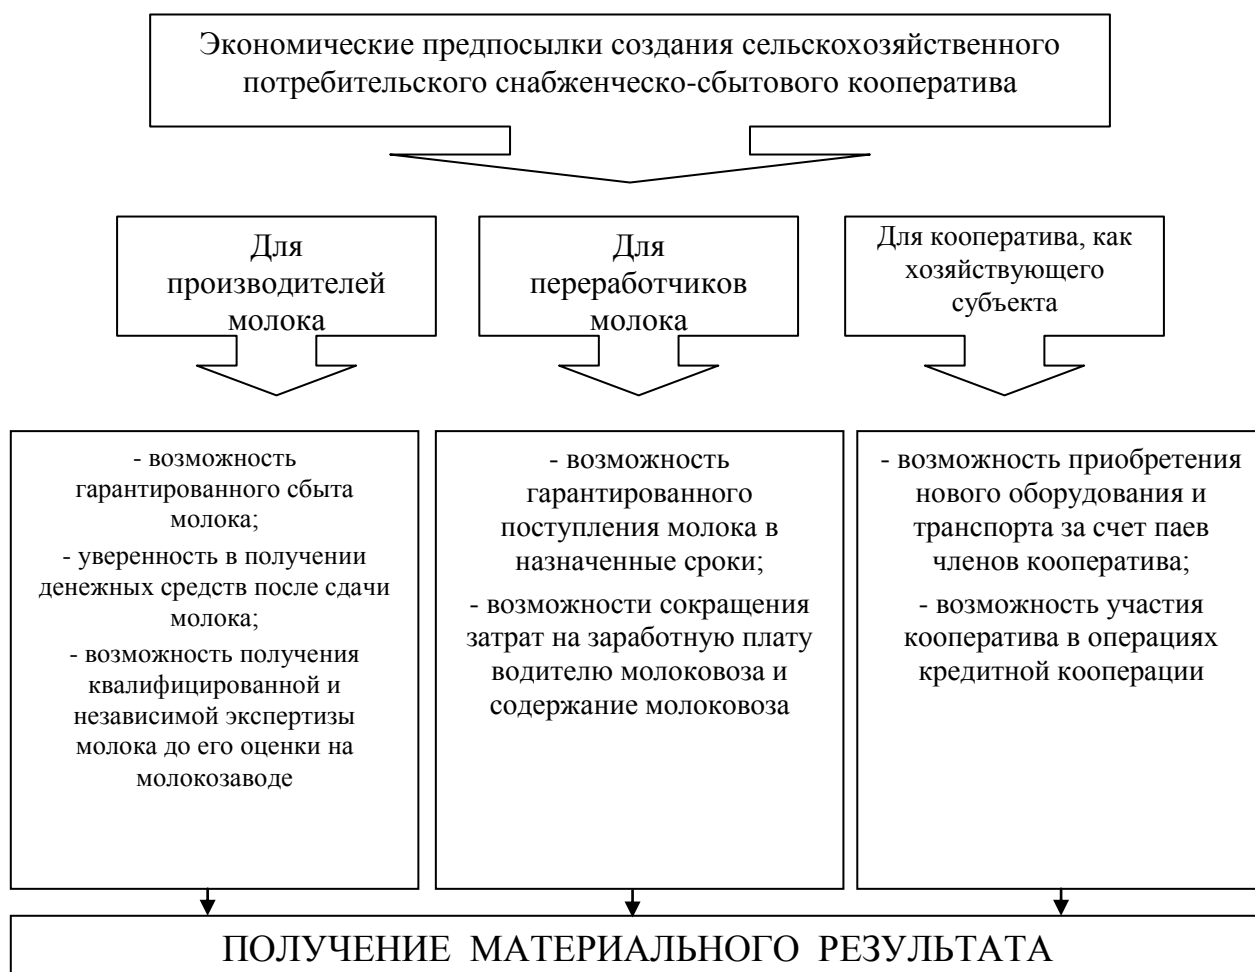 Экономические предпосылки создания сельскохозяйственного
потребительского снабженческо-сбытового кооператива
Для
производителей
молока
Для
переработчиков
молока
Для кооператива, как
хозяйствующего
субъекта
- возможность
гарантированного сбыта
молока;
- уверенность в получении
денежных средств после сдачи
молока;
- возможность получения
квалифицированной и
независимой экспертизы
молока до его оценки на
молокозаводе
- возможность
гарантированного
поступления молока в
назначенные сроки;
- возможности сокращения
затрат на заработную плату
водителю молоковоза и
содержание молоковоза
- возможность приобретения
нового оборудования и
транспорта за счет паев
членов кооператива;
- возможность участия
кооператива в операциях
кредитной кооперации
ПОЛУЧЕНИЕ МАТЕРИАЛЬНОГО РЕЗУЛЬТАТА